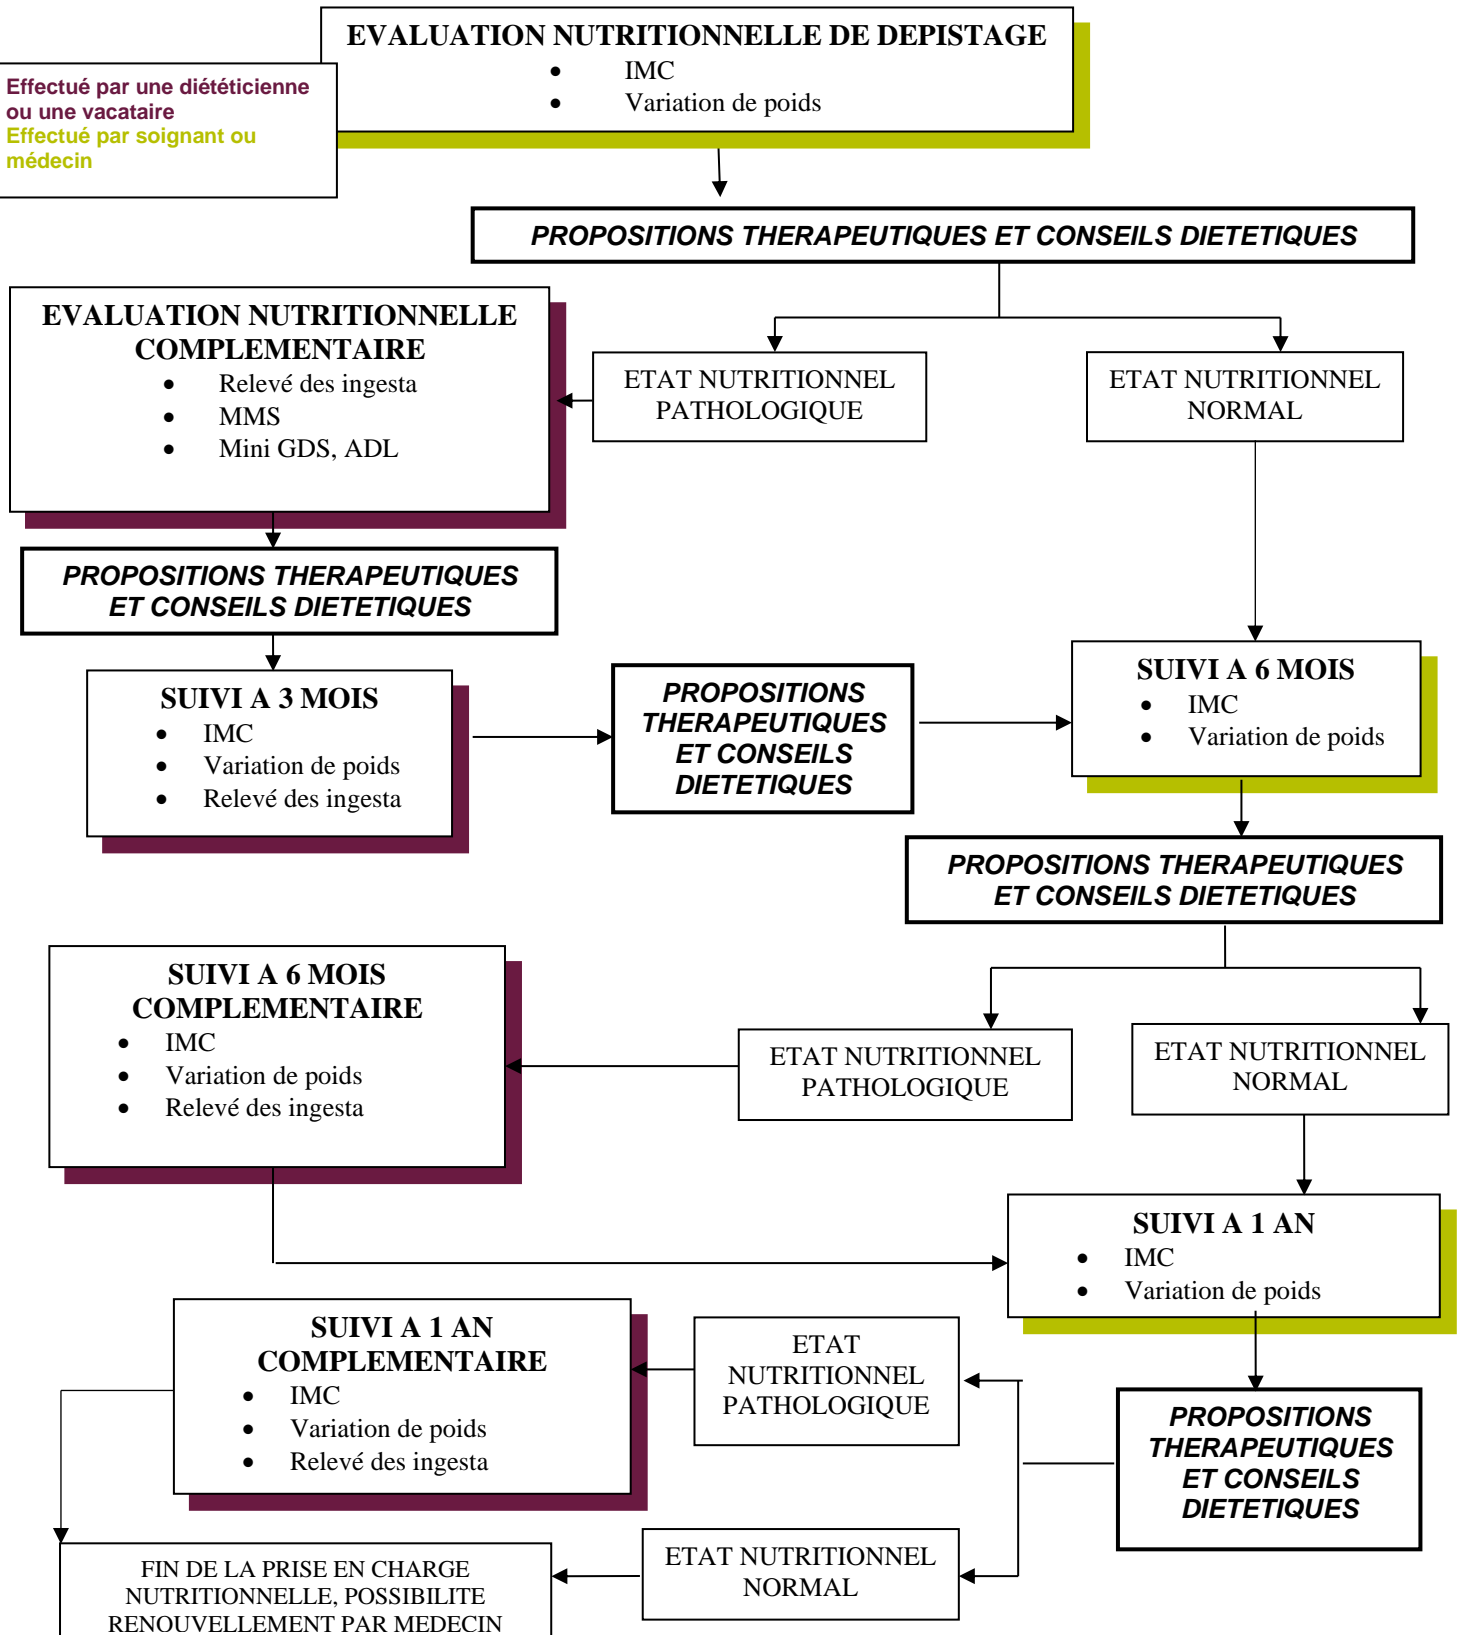 EVALUATION NUTRITIONNELLE DE DEPISTAGE
• IMC
• Variation de poids
Effectué par une diététicienne
ou une vacataire
Effectué par soignant ou
médecin
PROPOSITIONS THERAPEUTIQUES ET CONSEILS DIETETIQUES
EVALUATION NUTRITIONNELLE
COMPLEMENTAIRE
• Relevé des ingesta
• MMS
• Mini GDS, ADL
ETAT NUTRITIONNEL
PATHOLOGIQUE
ETAT NUTRITIONNEL
NORMAL
PROPOSITIONS THERAPEUTIQUES
ET CONSEILS DIETETIQUES
SUIVI A 3 MOIS
• IMC
• Variation de poids
• Relevé des ingesta
PROPOSITIONS
THERAPEUTIQUES
ET CONSEILS
DIETETIQUES
SUIVI A 6 MOIS
• IMC
• Variation de poids
PROPOSITIONS THERAPEUTIQUES
ET CONSEILS DIETETIQUES
SUIVI A 6 MOIS
COMPLEMENTAIRE
• IMC
• Variation de poids
• Relevé des ingesta
ETAT NUTRITIONNEL
PATHOLOGIQUE
ETAT NUTRITIONNEL
NORMAL
SUIVI A 1 AN
• IMC
• Variation de poids
SUIVI A 1 AN
COMPLEMENTAIRE
• IMC
• Variation de poids
• Relevé des ingesta
ETAT
NUTRITIONNEL
PATHOLOGIQUE
PROPOSITIONS
THERAPEUTIQUES
ET CONSEILS
DIETETIQUES
ETAT NUTRITIONNEL
NORMAL
FIN DE LA PRISE EN CHARGE
NUTRITIONNELLE, POSSIBILITE
RENOUVELLEMENT PAR MEDECIN